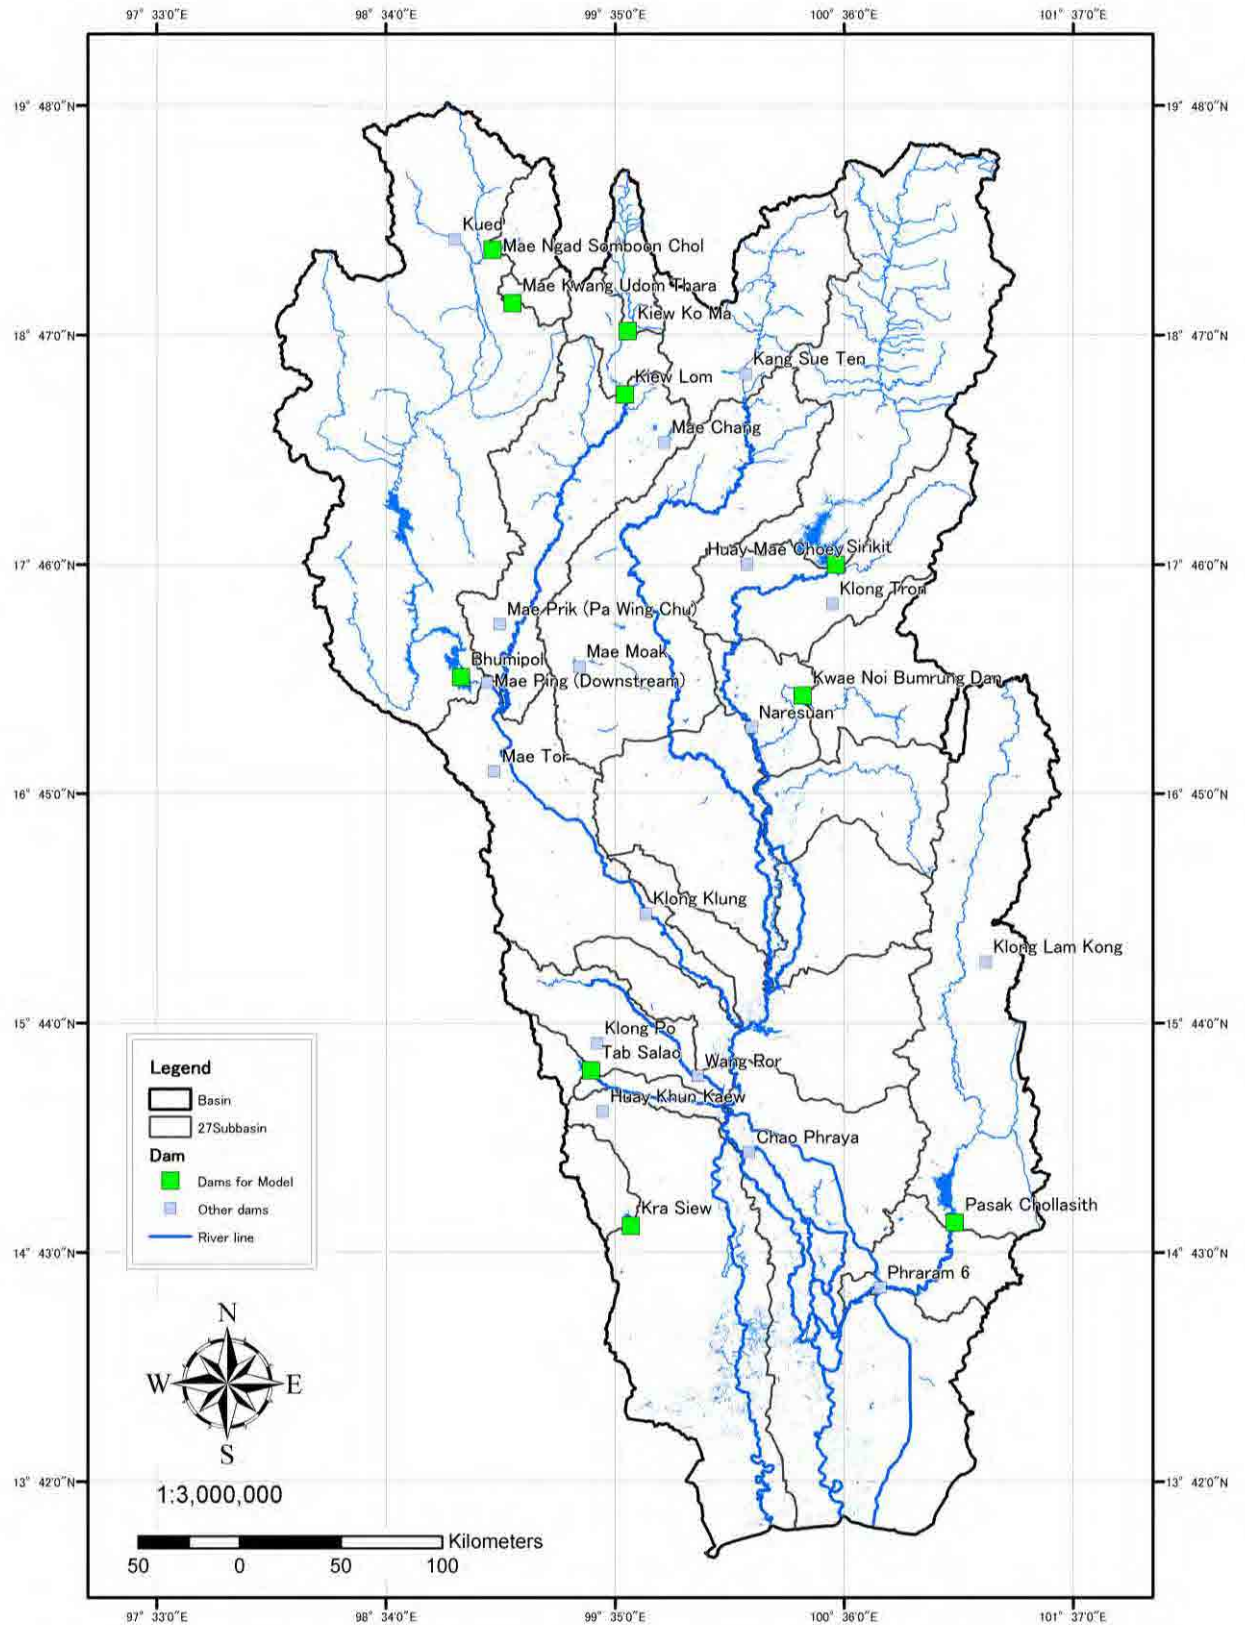 97° 33'0"E
98° 34'0"E
99° 35'0"E
100° 36'0"E
101° 37'0"E
19° 48'0"N
19° 48'0"N
Kued
Mae Ngad Somboon Chol
Mae Kwang Udom Thara
Kiew Ko Ma
18° 47'0"N
18° 47'0"N
Kang Sue Ten
Kiew Lom
Mae Chang
Huay Mae Choey
Sirikit
17° 46'0"N
17° 46'0"N
Klong Tron
Mae Prik (Pa Wing Chu)
Mae Moak
Bhumipol
Mae Ping (Downstream)
Kwae Noi Bumrung Dan
Naresuan
Mae Tor
16° 45'0"N
16° 45'0"N
Klong Klung
Klong Lam Kong
15° 44'0"N
15° 44'0"N
Klong Po
Tab Salao
Wang Ror
Huay Khun Kaew
Chao Phraya
Kra Siew
Pasak Chollasith
14° 43'0"N
14° 43'0"N
Phraram 6
13° 42'0"N
13° 42'0"N
Legend
Basin
27Subbasin
Dam
Dams for Model
Other dams
River line
N
W
E
S
1:3,000,000
Kilometers
50
0
50
100
97° 33'0"E
98° 34'0"E
99° 35'0"E
100° 36'0"E
101° 37'0"E